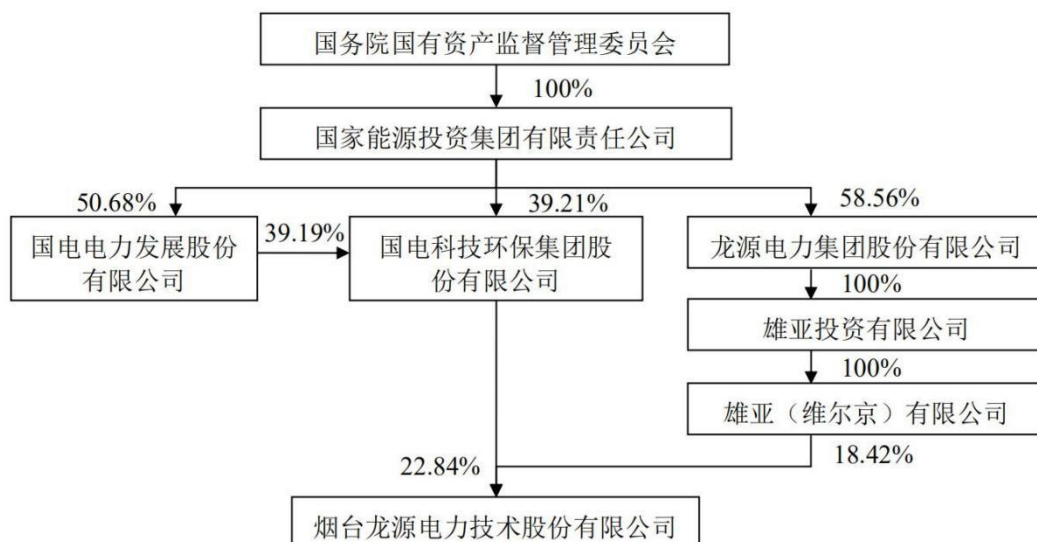 国务院国有资产监督管理委员会
100%
国家能源投资集团有限责任公司
50.68%
39.21%
58.56%
国电电力发展股份
有限公司
39.19%
国电科技环保集团股
份有限公司
龙源电力集团股份有限公司
100%
雄亚投资有限公司
100%
雄亚（维尔京）有限公司
22.84%
18.42%
烟台龙源电力技术股份有限公司